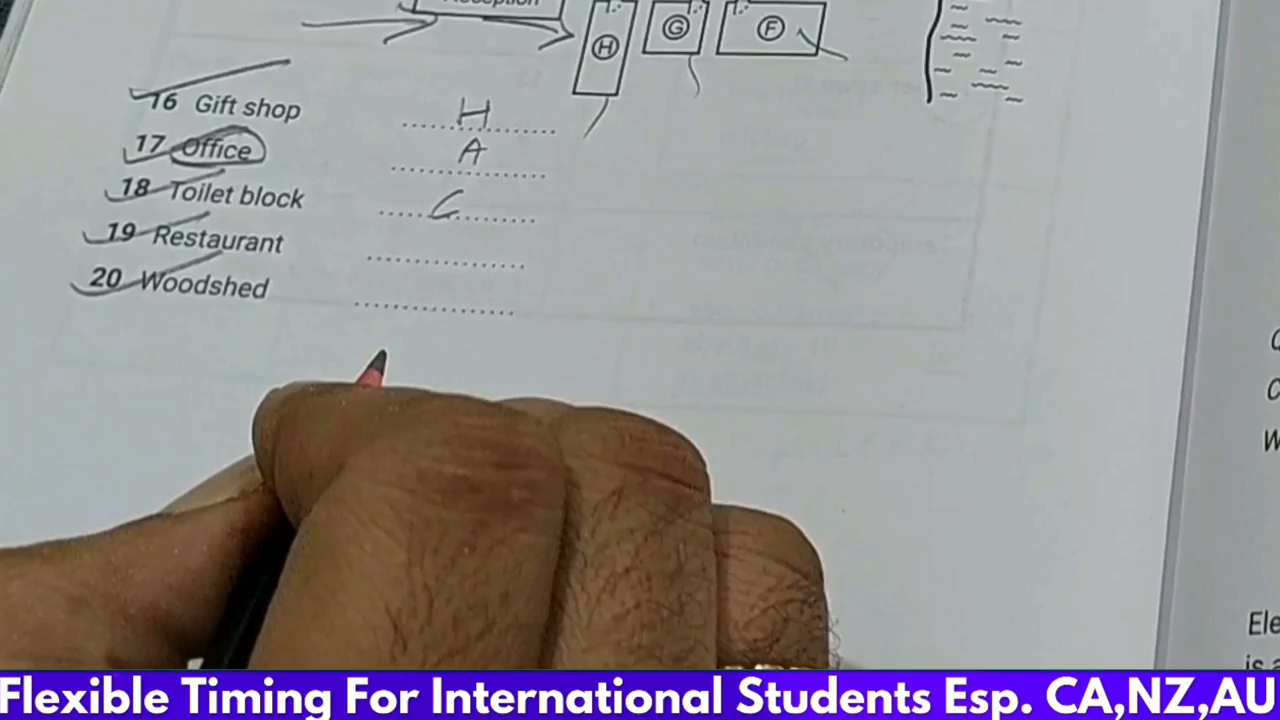 Reception
H
G
F
16 Gift shop H
17 Office A
18 Toilet block C
19 Restaurant
20 Woodshed
Ele
is a
Flexible Timing For International Students Esp. CA,NZ,AU